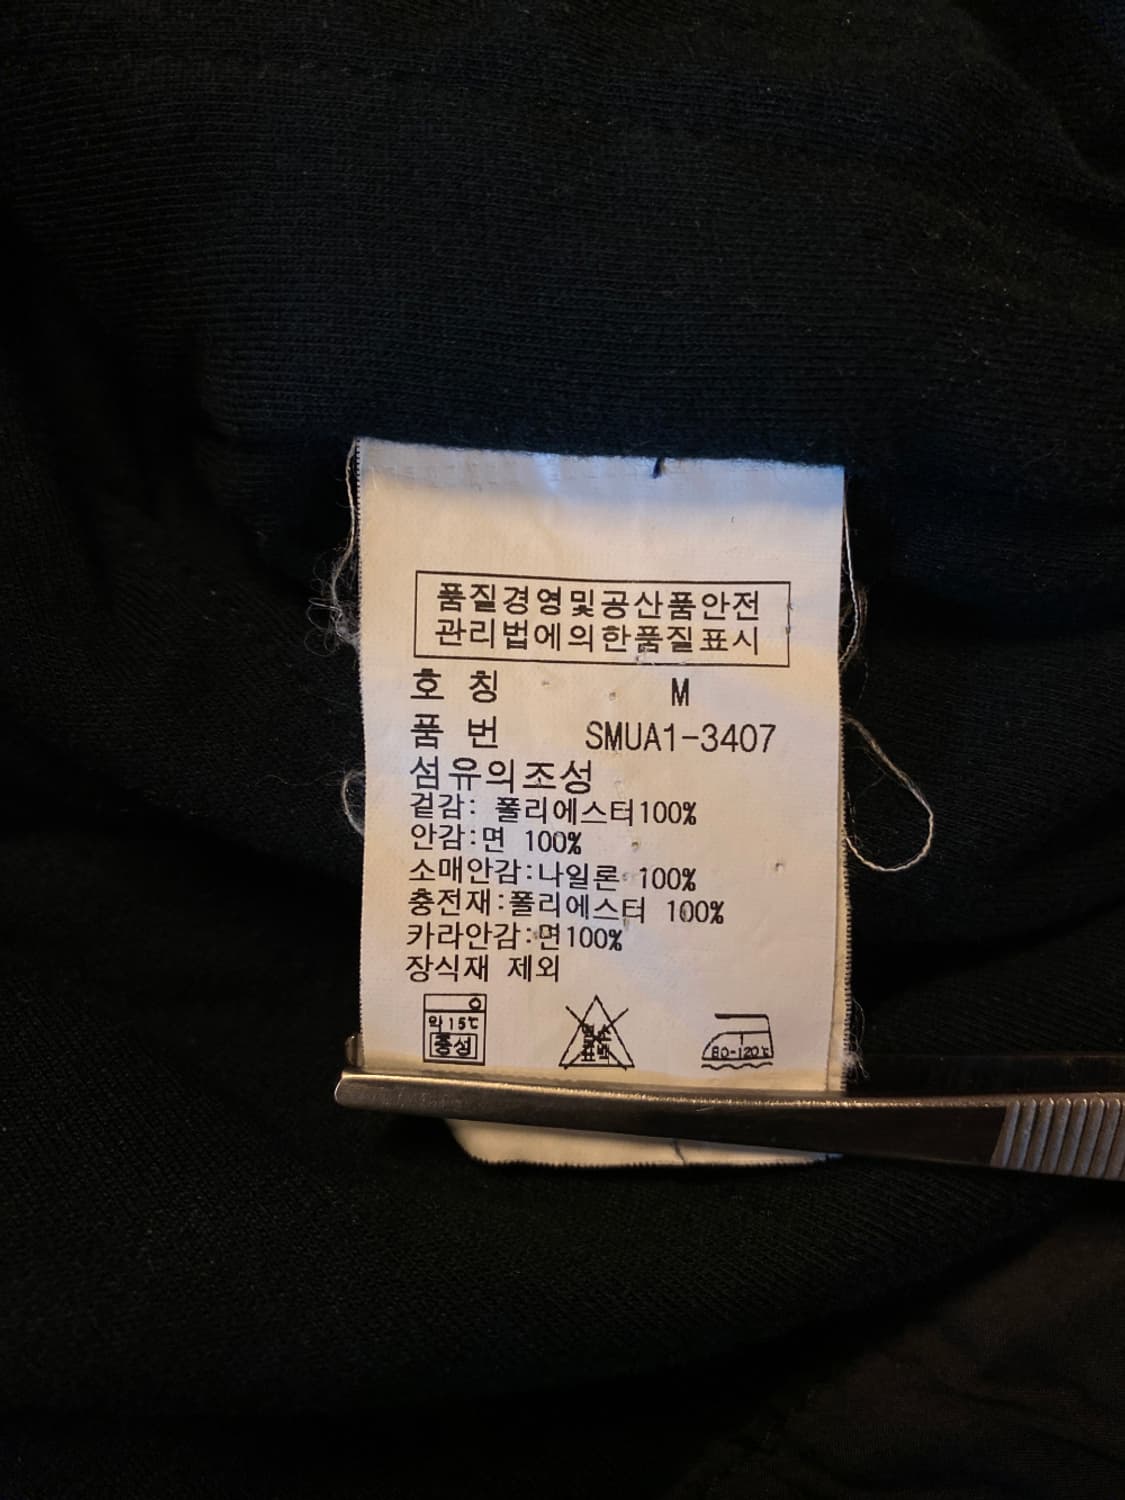 품질경영및공산품안전
관리법에의한품질표시
호 칭 M
품 번 SMUA1-3407
섬유의조성
겉감: 폴리에스터100%
안감:면 100%
소매안감:나일론 100%
충전재:폴리에스터 100%
카라안감:면100%
장식재 제외
약15℃
중성
염소
표백
80-120℃